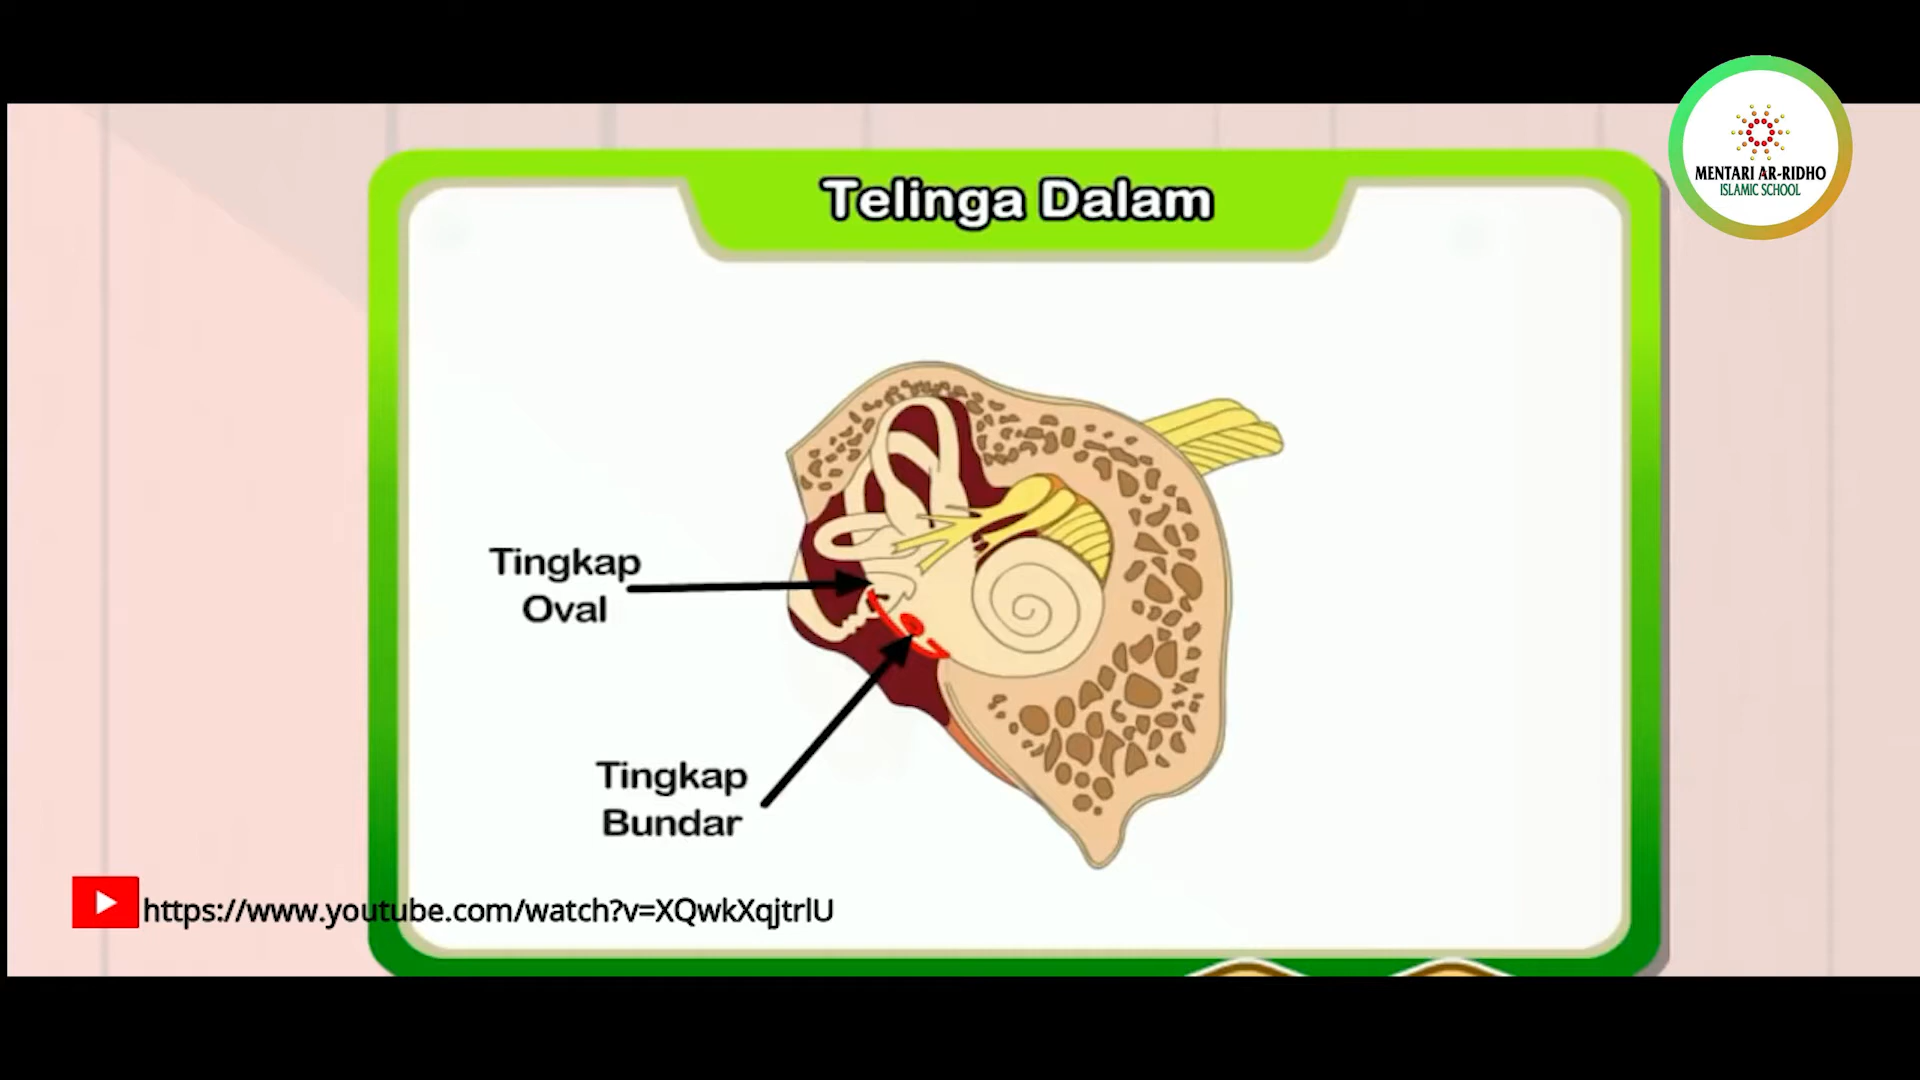 MENTARI AR-RIDHO
ISLAMIC SCHOOL
Telinga Dalam
Tingkap
Oval
Tingkap
Bundar
https://www.youtube.com/watch?v=XQwkXqjtrlU